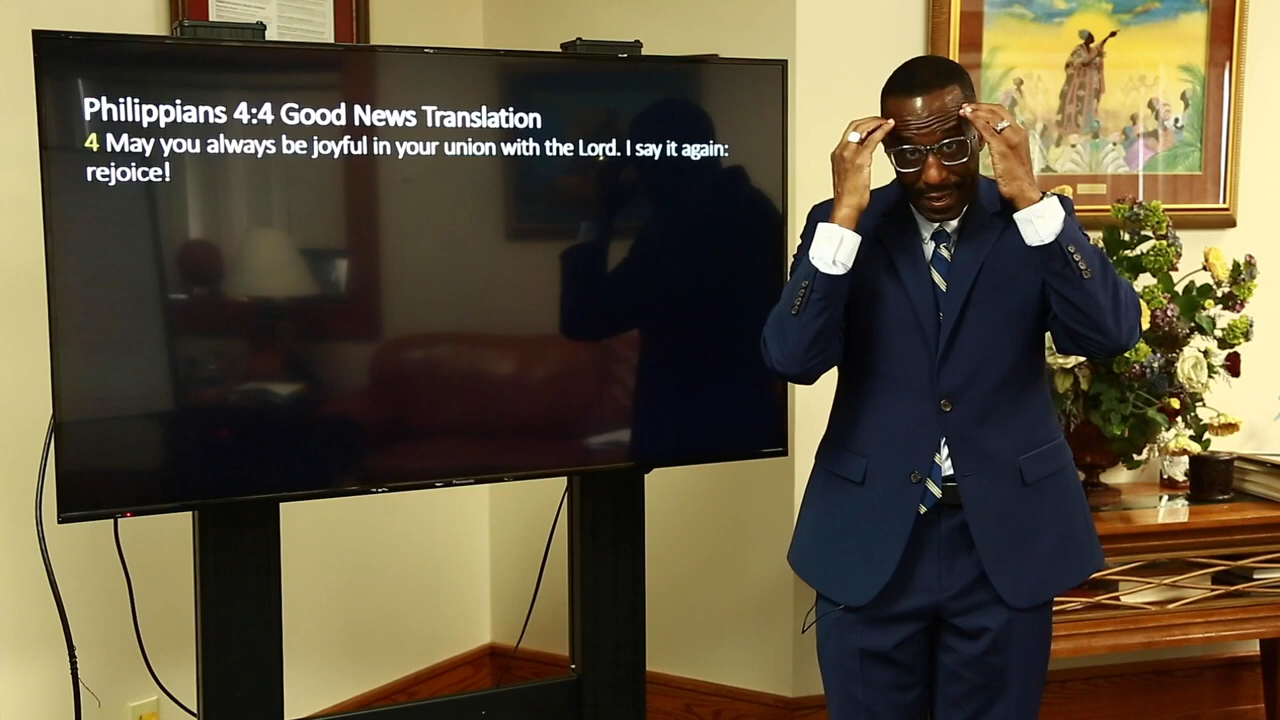 Philippians 4:4 Good News Translation
4 May you always be joyful in your union with the Lord. I say it again:
rejoice!
Panasonic